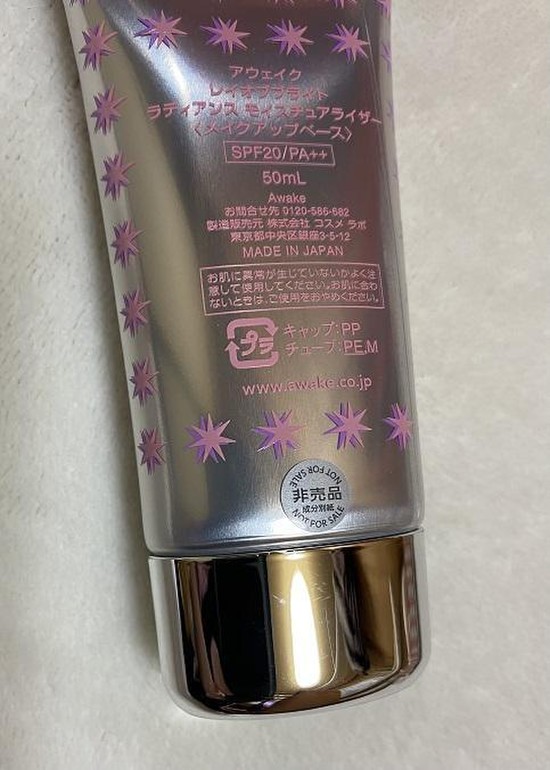 アウェイク
レイオブブライト
ラディアンス モイスチュアライザー
〈メイクアップベース〉
SPF20/PA++
50mL
Awake
お問合せ先 0120-586-682
製造販売元 株式会社 コスメ ラボ
東京都中央区銀座3-5-12
MADE IN JAPAN
お肌に異常が生じていないかよく注
意して使用してください。お肌に合わ
ないときは、ご使用をおやめください。
プラ
キャップ:PP
チューブ:PE,M
www.awake.co.jp
NOT FOR SALE
非売品
成分別紙
NOT FOR SALE